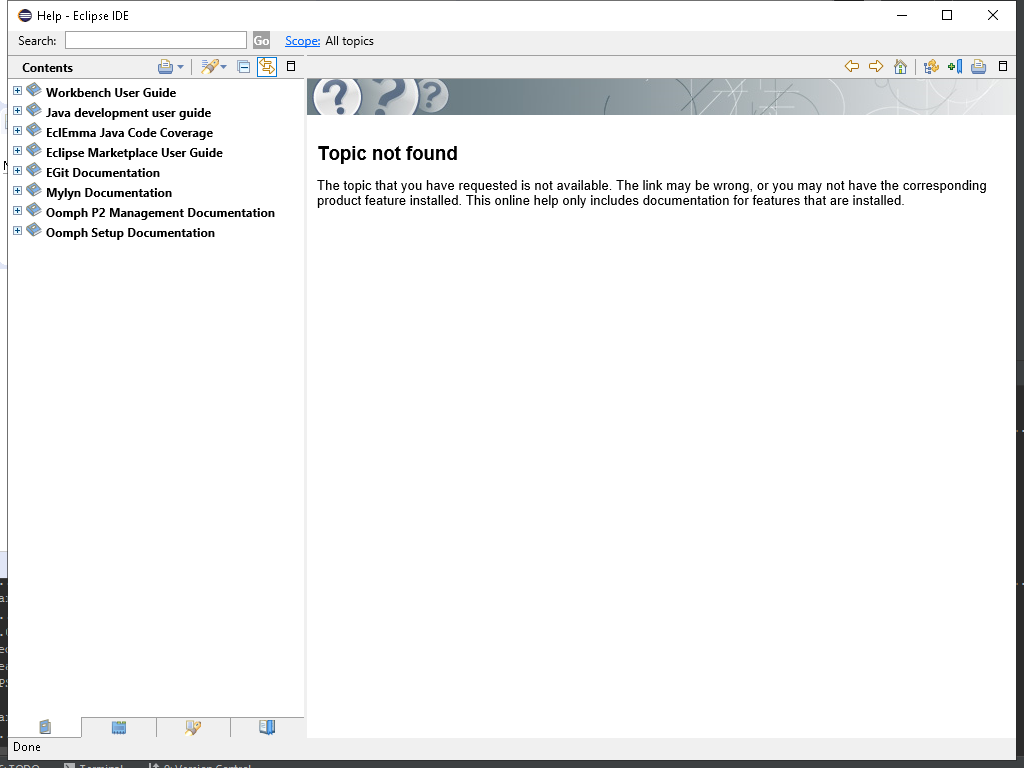 Help - Eclipse IDE
Search:
Go
Scope: All topics
Contents
Workbench User Guide
Java development user guide
EclEmma Java Code Coverage
Eclipse Marketplace User Guide
EGit Documentation
Mylyn Documentation
Oomph P2 Management Documentation
Oomph Setup Documentation
Topic not found
The topic that you have requested is not available. The link may be wrong, or you may not have the corresponding
product feature installed. This online help only includes documentation for features that are installed.
Done